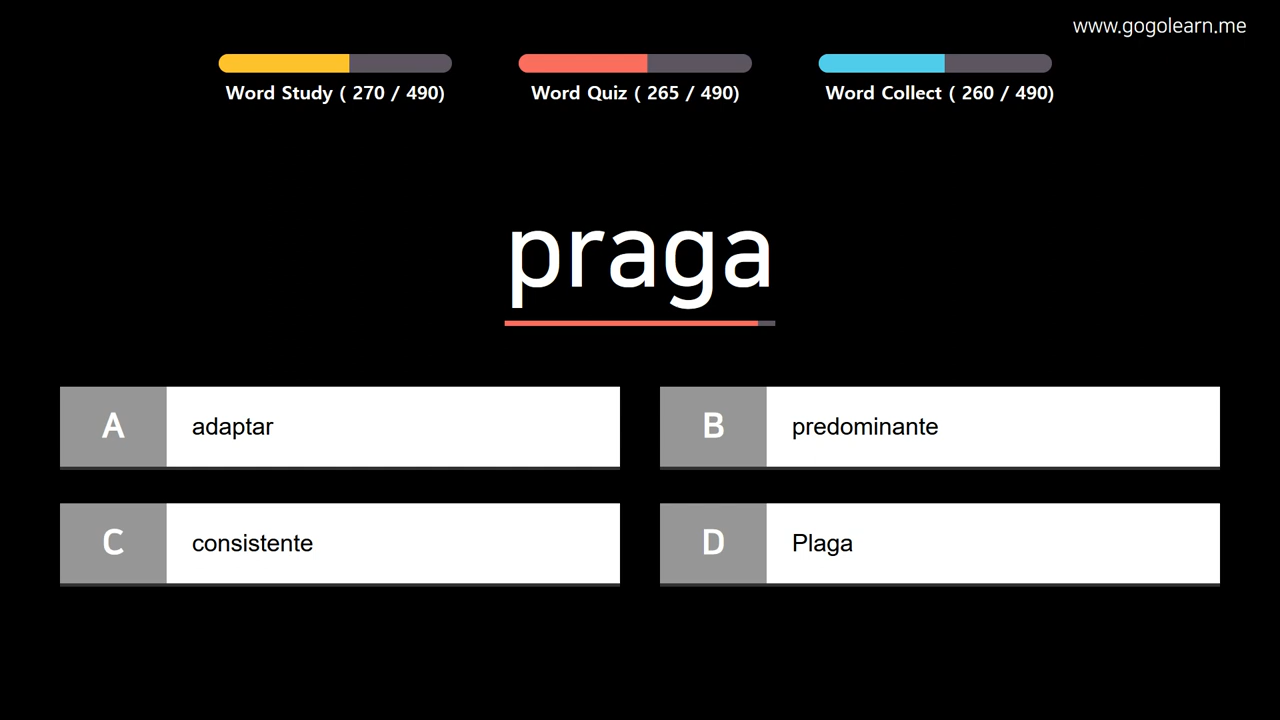 www.gogolearn.me
Word Study ( 270 / 490)
Word Quiz ( 265 / 490)
Word Collect ( 260 / 490)
praga
A adaptar
B predominante
C consistente
D Plaga